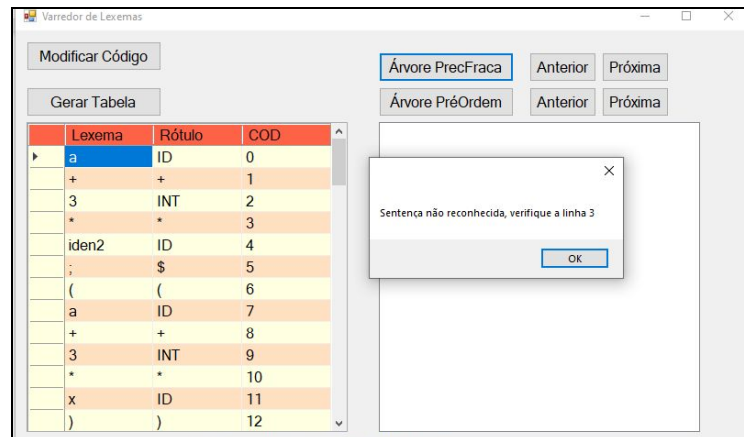 Varredor de Lexemas
Modificar Código
Árvore PrecFraca Anterior Próxima
Gerar Tabela
Árvore PréOrdem Anterior Próxima
Lexema Rótulo COD
a ID 0
+ + 1
3 INT 2
* * 3
iden2 ID 4
; $ 5
( ( 6
a ID 7
+ + 8
3 INT 9
* * 10
x ID 11
) ) 12
Sentença não reconhecida, verifique a linha 3
OK